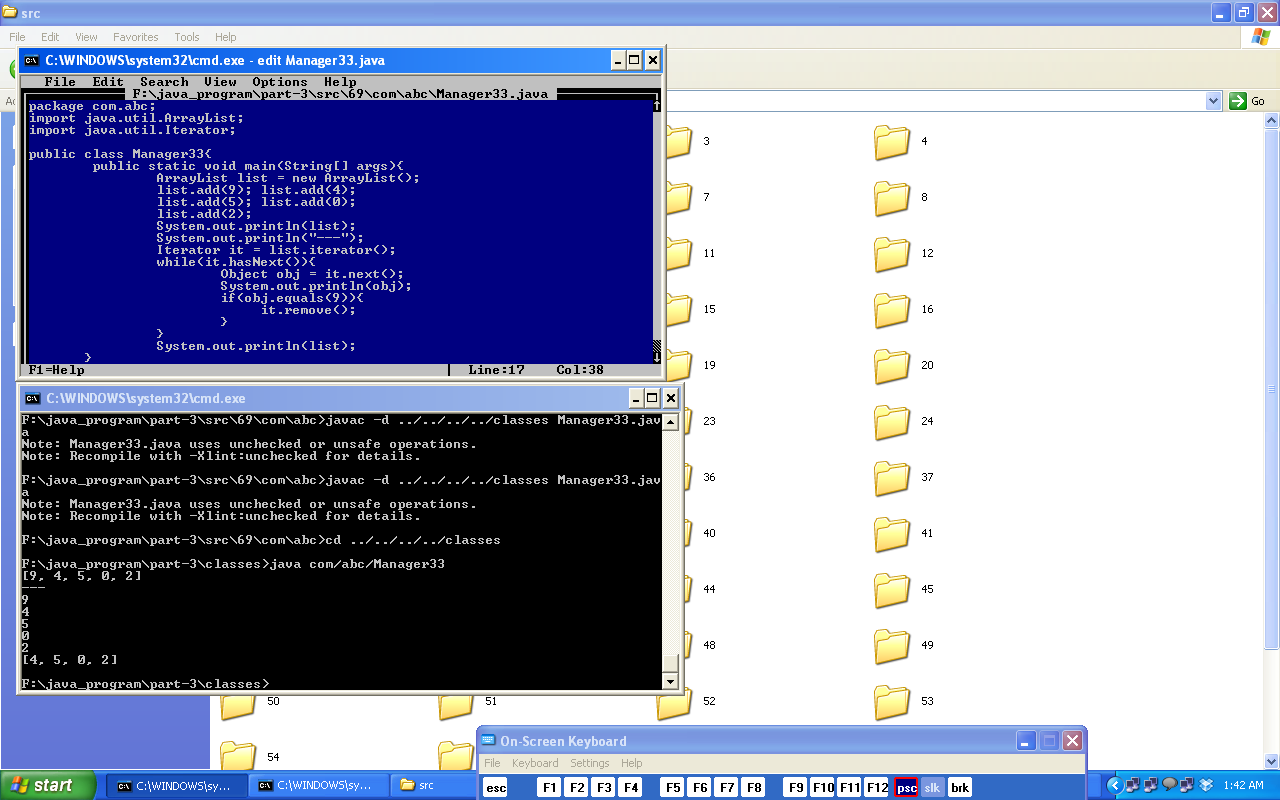 src
File Edit View Favorites Tools Help
C:\WINDOWS\system32\cmd.exe - edit Manager33.java
File Edit Search View Options Help
F:\java_program\part-3\src\69\com\abc\Manager33.java
package com.abc;
import java.util.ArrayList;
import java.util.Iterator;
public class Manager33{
public static void main(String[] args){
ArrayList list = new ArrayList();
list.add(9); list.add(4);
list.add(5); list.add(0);
list.add(2);
System.out.println(list);
System.out.println("---");
Iterator it = list.iterator();
while(it.hasNext()){
Object obj = it.next();
System.out.println(obj);
if(obj.equals(9)){
it.remove();
}
}
System.out.println(list);
}
F1=Help Line:17 Col:38
C:\WINDOWS\system32\cmd.exe
F:\java_program\part-3\src\69\com\abc>javac -d ../../../../classes Manager33.jav
a
Note: Manager33.java uses unchecked or unsafe operations.
Note: Recompile with -Xlint:unchecked for details.
F:\java_program\part-3\src\69\com\abc>javac -d ../../../../classes Manager33.jav
a
Note: Manager33.java uses unchecked or unsafe operations.
Note: Recompile with -Xlint:unchecked for details.
F:\java_program\part-3\src\69\com\abc>cd ../../../../classes
F:\java_program\part-3\classes>java com/abc/Manager33
[9, 4, 5, 0, 2]
---
9
4
5
0
2
[4, 5, 0, 2]
F:\java_program\part-3\classes>
Go
3 4
7 8
11 12
15 16
19 20
23 24
36 37
40 41
44 45
48 49
50 51 52 53
54
On-Screen Keyboard
File Keyboard Settings Help
esc F1 F2 F3 F4 F5 F6 F7 F8 F9 F10 F11 F12 psc slk brk
start C:\WINDOWS\sy... C:\WINDOWS\sy... src 1:42 AM